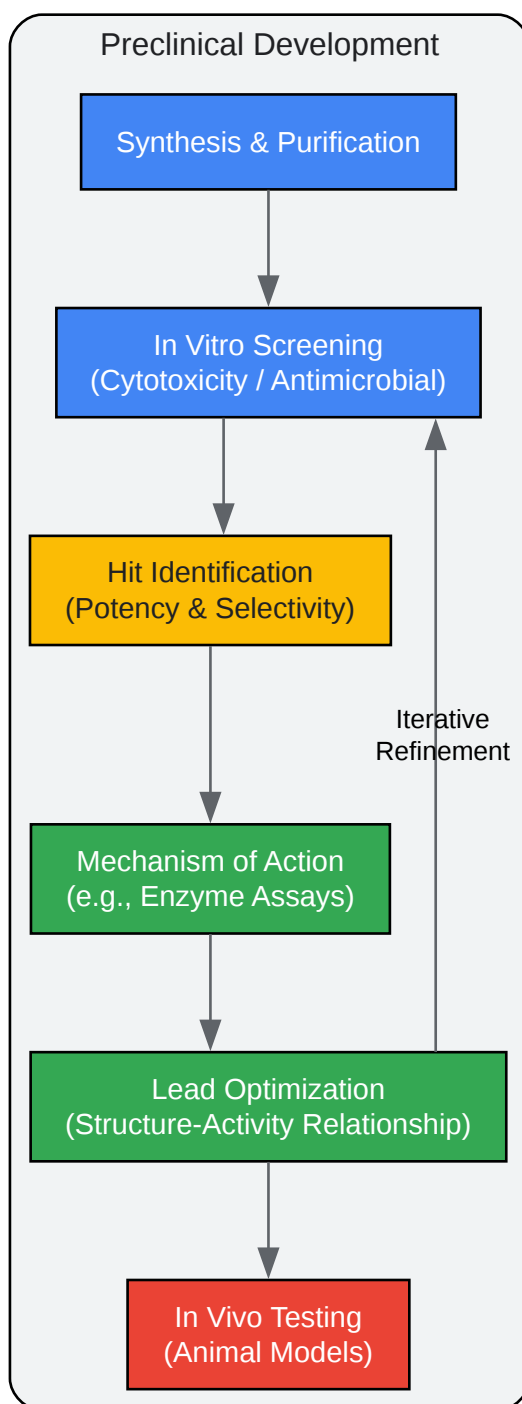 Preclinical Development
Synthesis & Purification
In Vitro Screening
(Cytotoxicity / Antimicrobial)
Hit Identification
(Potency & Selectivity)
Iterative
Refinement
Mechanism of Action
(e.g., Enzyme Assays)
Lead Optimization
(Structure-Activity Relationship)
In Vivo Testing
(Animal Models)